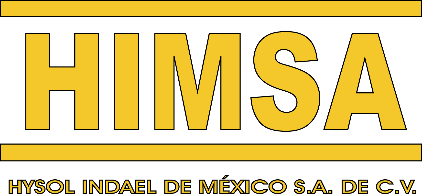 HIMSA
HYSOL INDAEL DE MÉXICO S.A. DE C.V.